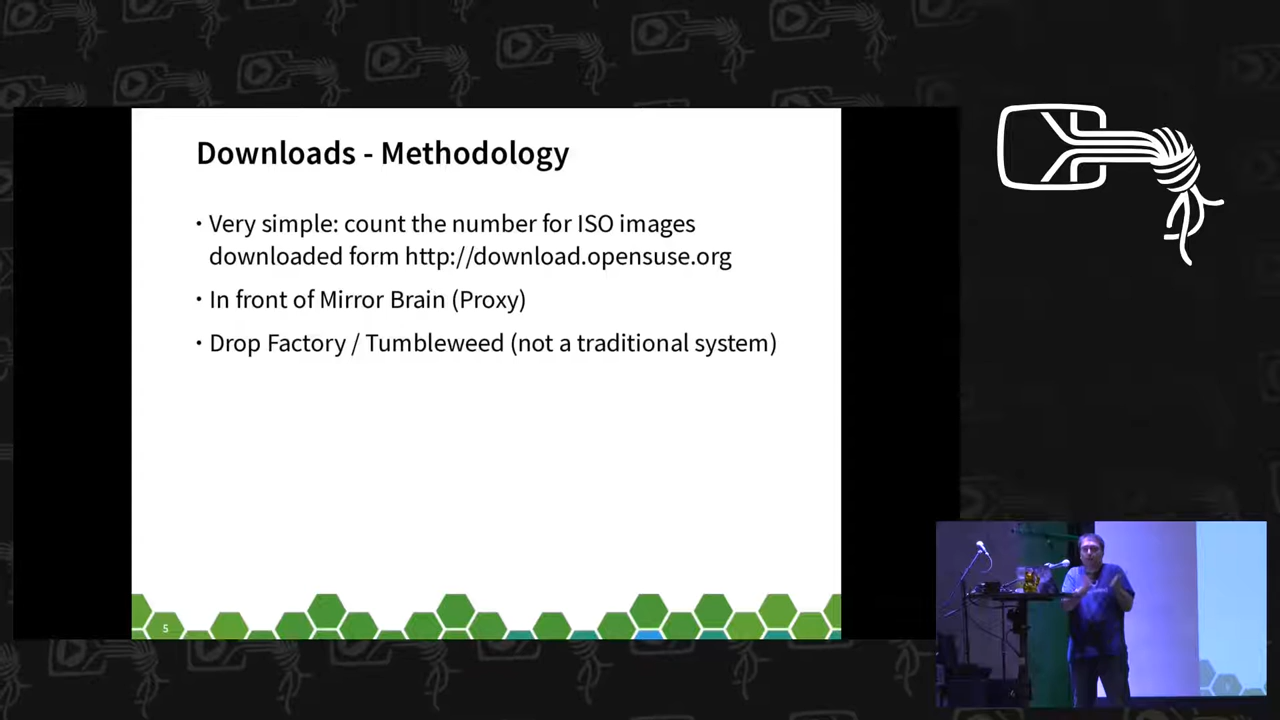 Downloads - Methodology
• Very simple: count the number for ISO images
downloaded form http://download.opensuse.org
• In front of Mirror Brain (Proxy)
• Drop Factory / Tumbleweed (not a traditional system)
5